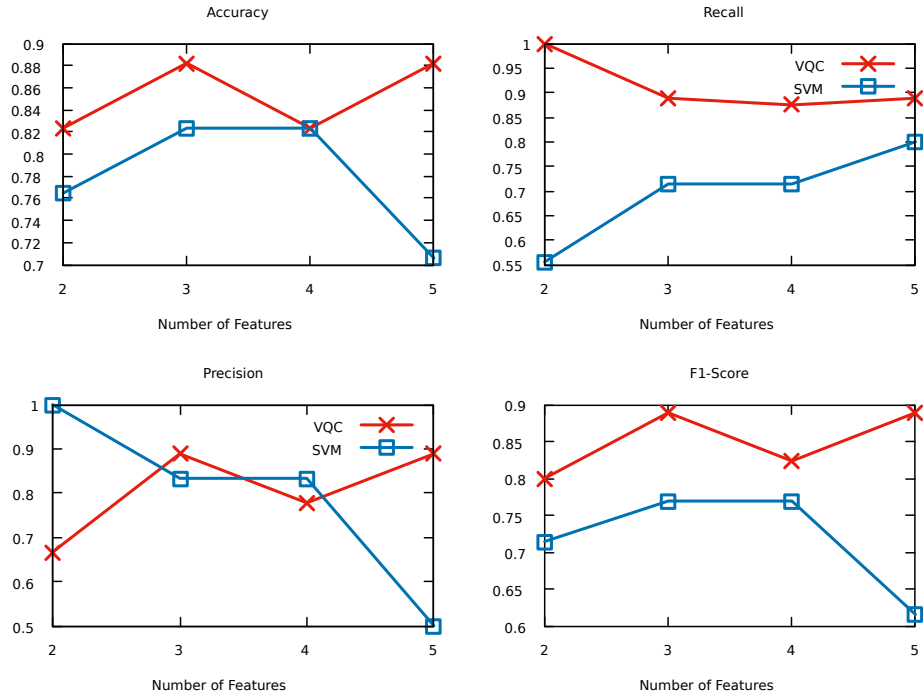 Accuracy
0.9
0.88
0.86
0.84
0.82
0.8
0.78
0.76
0.74
0.72
0.7
2 3 4 5
Number of Features
Recall
1
0.95
0.9
0.85
0.8
0.75
0.7
0.65
0.6
0.55
VQC
SVM
2 3 4 5
Number of Features
Precision
1
0.9
0.8
0.7
0.6
0.5
VQC
SVM
2 3 4 5
Number of Features
F1-Score
0.9
0.85
0.8
0.75
0.7
0.65
0.6
2 3 4 5
Number of Features